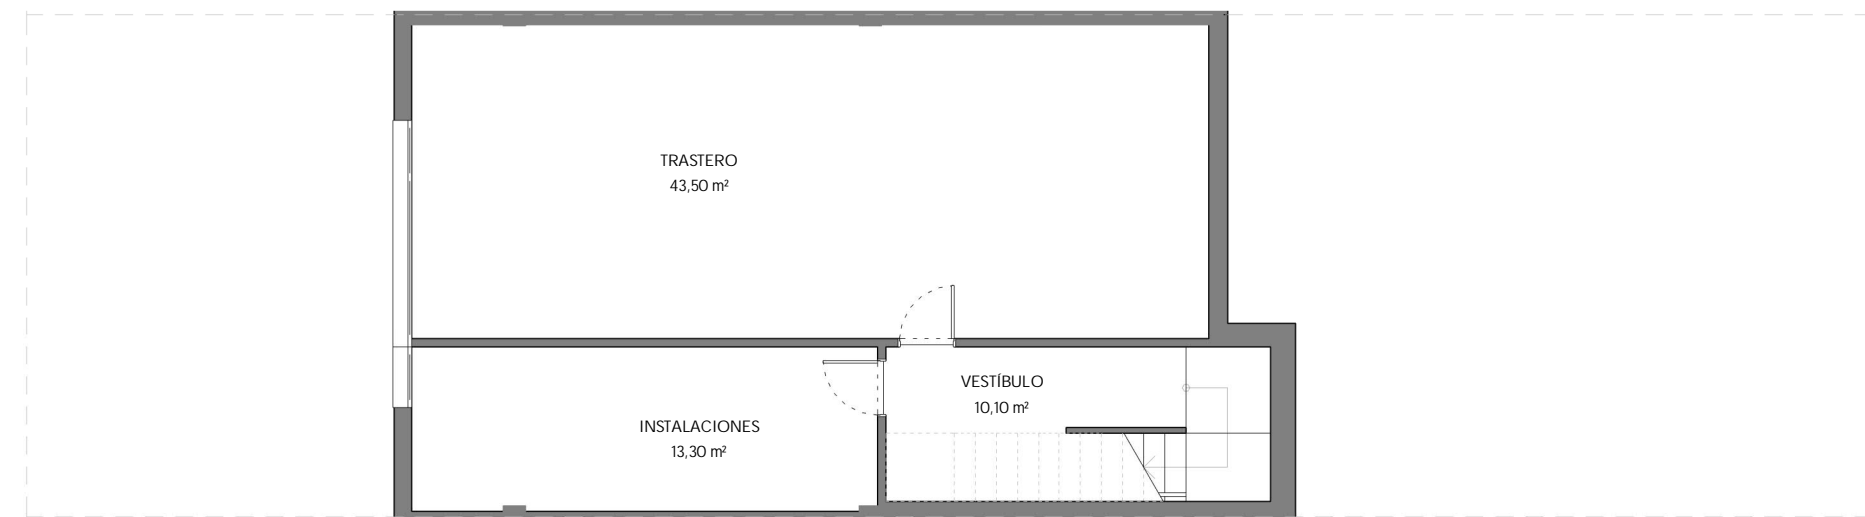 TRASTERO
43,50 m²
VESTÍBULO
10,10 m²
INSTALACIONES
13,30 m²